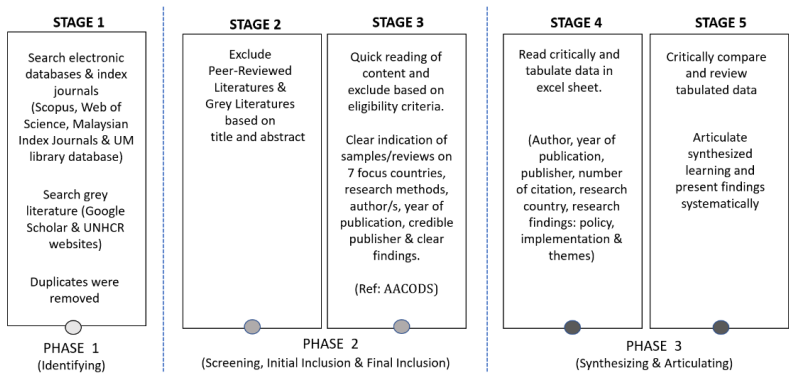 STAGE 1
Search electronic
databases & index
journals
(Scopus, Web of
Science, Malaysian
Index Journals & UM
library database)
Search grey
literature (Google
Scholar & UNHCR
websites)
Duplicates were
removed
PHASE 1
(Identifying)
STAGE 2
Exclude
Peer-Reviewed
Literatures &
Grey Literatures
based on
title and abstract
STAGE 3
Quick reading of
content and
exclude based on
eligibility criteria.
Clear indication of
samples/reviews on
7 focus countries,
research methods,
author/s, year of
publication, credible
publisher & clear
findings.
(Ref: AACODS)
PHASE 2
(Screening, Initial Inclusion & Final Inclusion)
STAGE 4
Read critically and
tabulate data in
excel sheet.
(Author, year of
publication,
publisher, number
of citation, research
country, research
findings: policy,
implementation &
themes)
STAGE 5
Critically compare
and review
tabulated data
Articulate
synthesized
learning and
present findings
systematically
PHASE 3
(Synthesizing & Articulating)